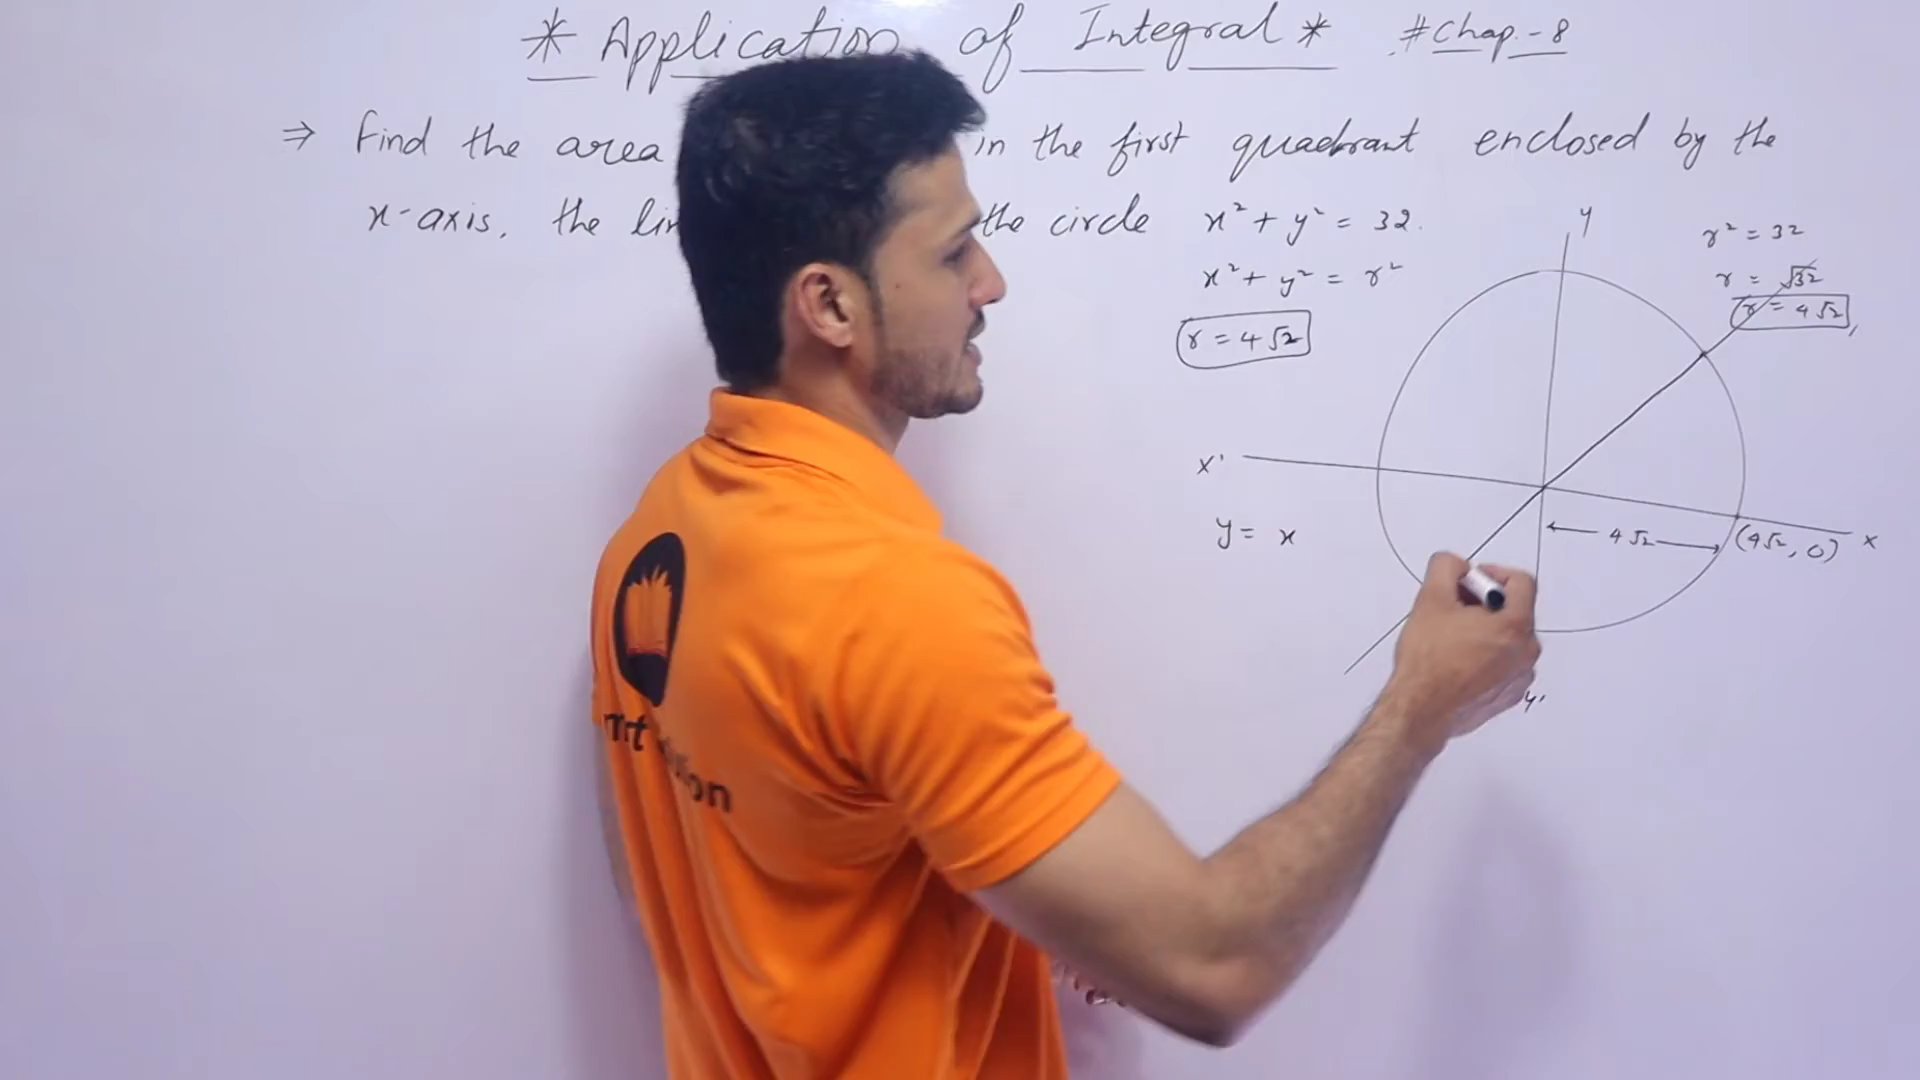 * Application of Integral * # Chap.-8
⇒ Find the area in the first quadrant enclosed by the
x-axis, the the circle x² + y² = 32.
x² + y² = r²
r = 4√2
y = x
y
r² = 32
r = √32
r = 4√2
x'
4√2
(4√2, 0)
x
y'